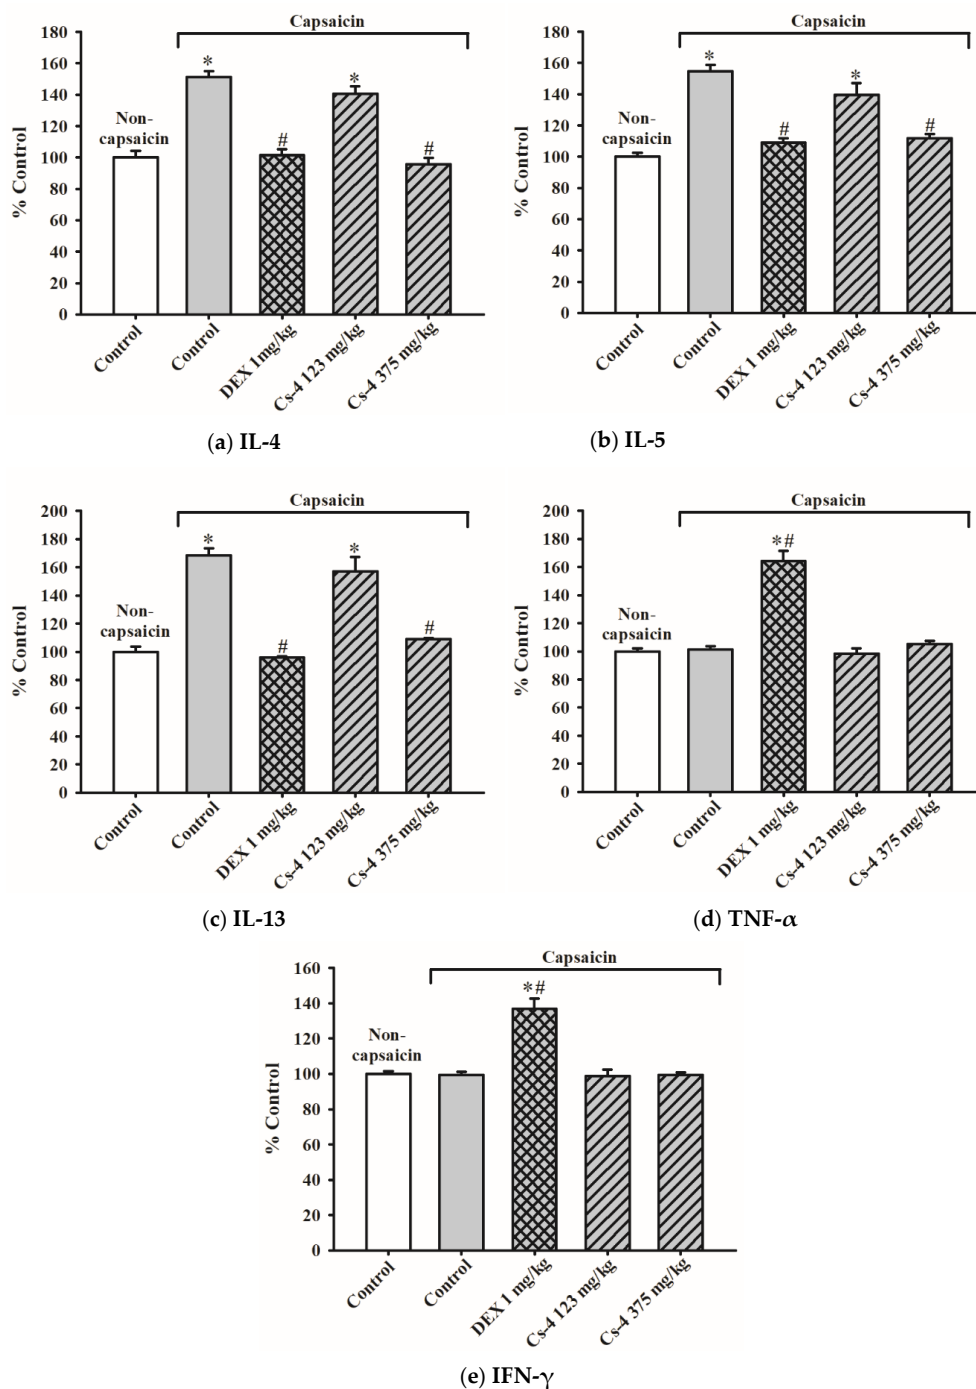 Capsaicin
180
160
140
120
100
80
60
40
20
0
% Control
Non-
capsaicin
*
#
*
#
Control
Control
DEX 1mg/kg
Cs-4 123 mg/kg
Cs-4 375 mg/kg
(a) IL-4
Capsaicin
180
160
140
120
100
80
60
40
20
0
% Control
Non-
capsaicin
*
#
*
#
Control
Control
DEX 1 mg/kg
Cs-4 123 mg/kg
Cs-4 375 mg/kg
(b) IL-5
Capsaicin
200
180
160
140
120
100
80
60
40
20
0
% Control
Non-
capsaicin
*
#
*
#
Control
Control
DEX 1 mg/kg
Cs-4 123 mg/kg
Cs-4 375 mg/kg
(c) IL-13
Capsaicin
200
180
160
140
120
100
80
60
40
20
0
% Control
Non-
capsaicin
*#
Control
Control
DEX 1 mg/kg
Cs-4 123 mg/kg
Cs-4 375 mg/kg
(d) TNF-α
Capsaicin
160
140
120
100
80
60
40
20
0
% Control
Non-
capsaicin
*#
Control
Control
DEX 1 mg/kg
Cs-4 123 mg/kg
Cs-4 375 mg/kg
(e) IFN-γ